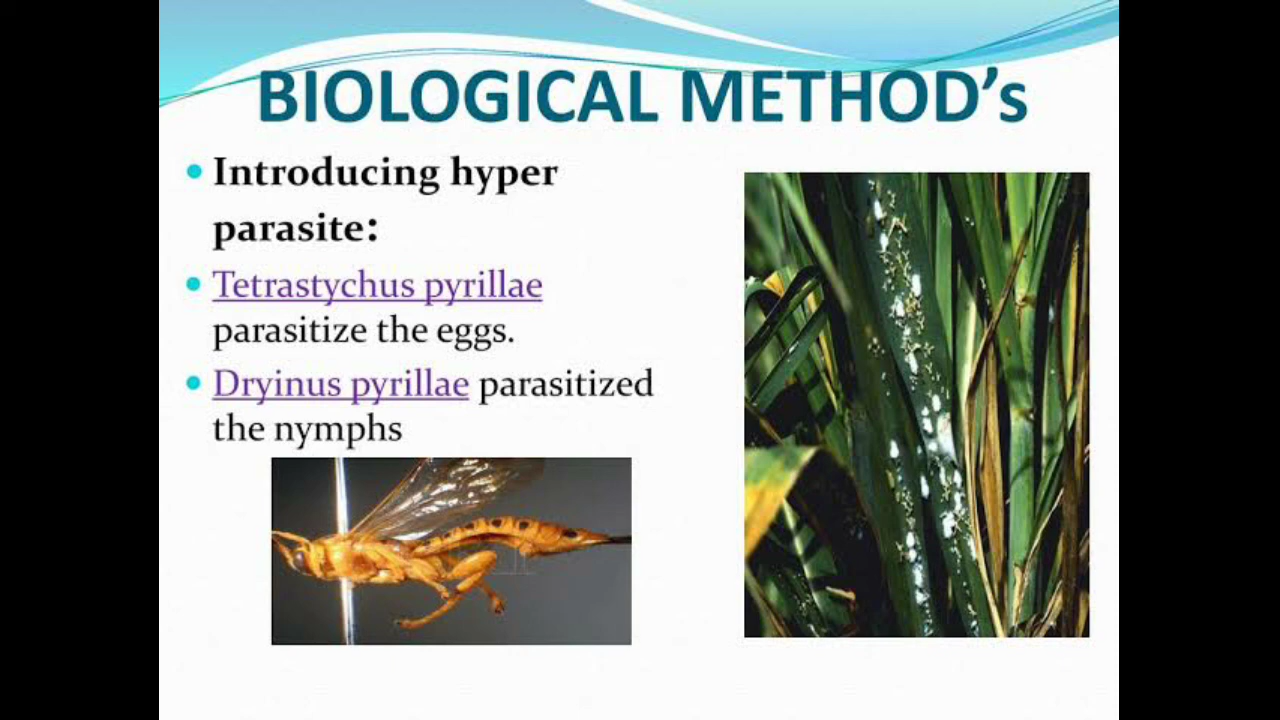 BIOLOGICAL METHOD’s
Introducing hyper
parasite:
Tetrastychus pyrillae
parasitize the eggs.
Dryinus pyrillae parasitized
the nymphs